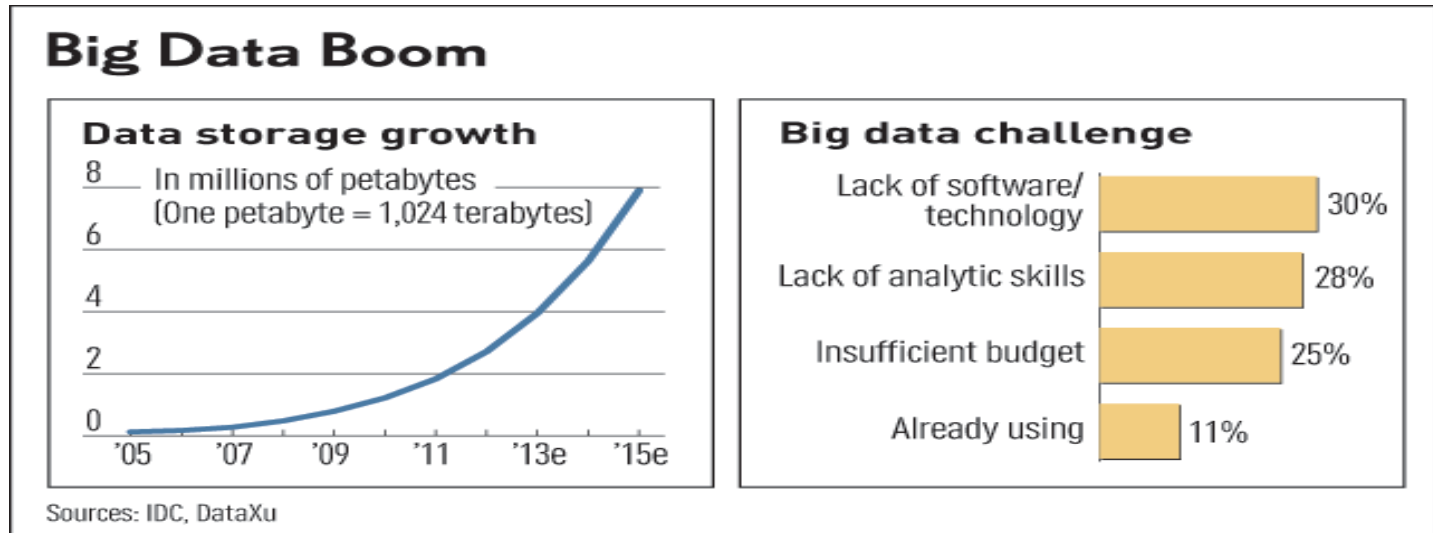 Big Data Boom
Data storage growth
8
In millions of petabytes
(One petabyte = 1,024 terabytes)
6
4
2
0
'05 '07 '09 '11 '13e '15e
Big data challenge
Lack of software/
technology
30%
Lack of analytic skills
28%
Insufficient budget
25%
Already using
11%
Sources: IDC, DataXu